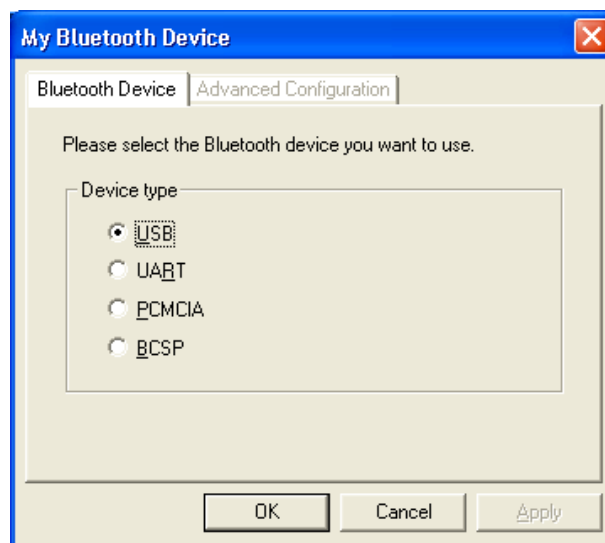 My Bluetooth Device
Bluetooth Device Advanced Configuration
Please select the Bluetooth device you want to use.
Device type
USB
UART
PCMCIA
BCSP
OK Cancel Apply